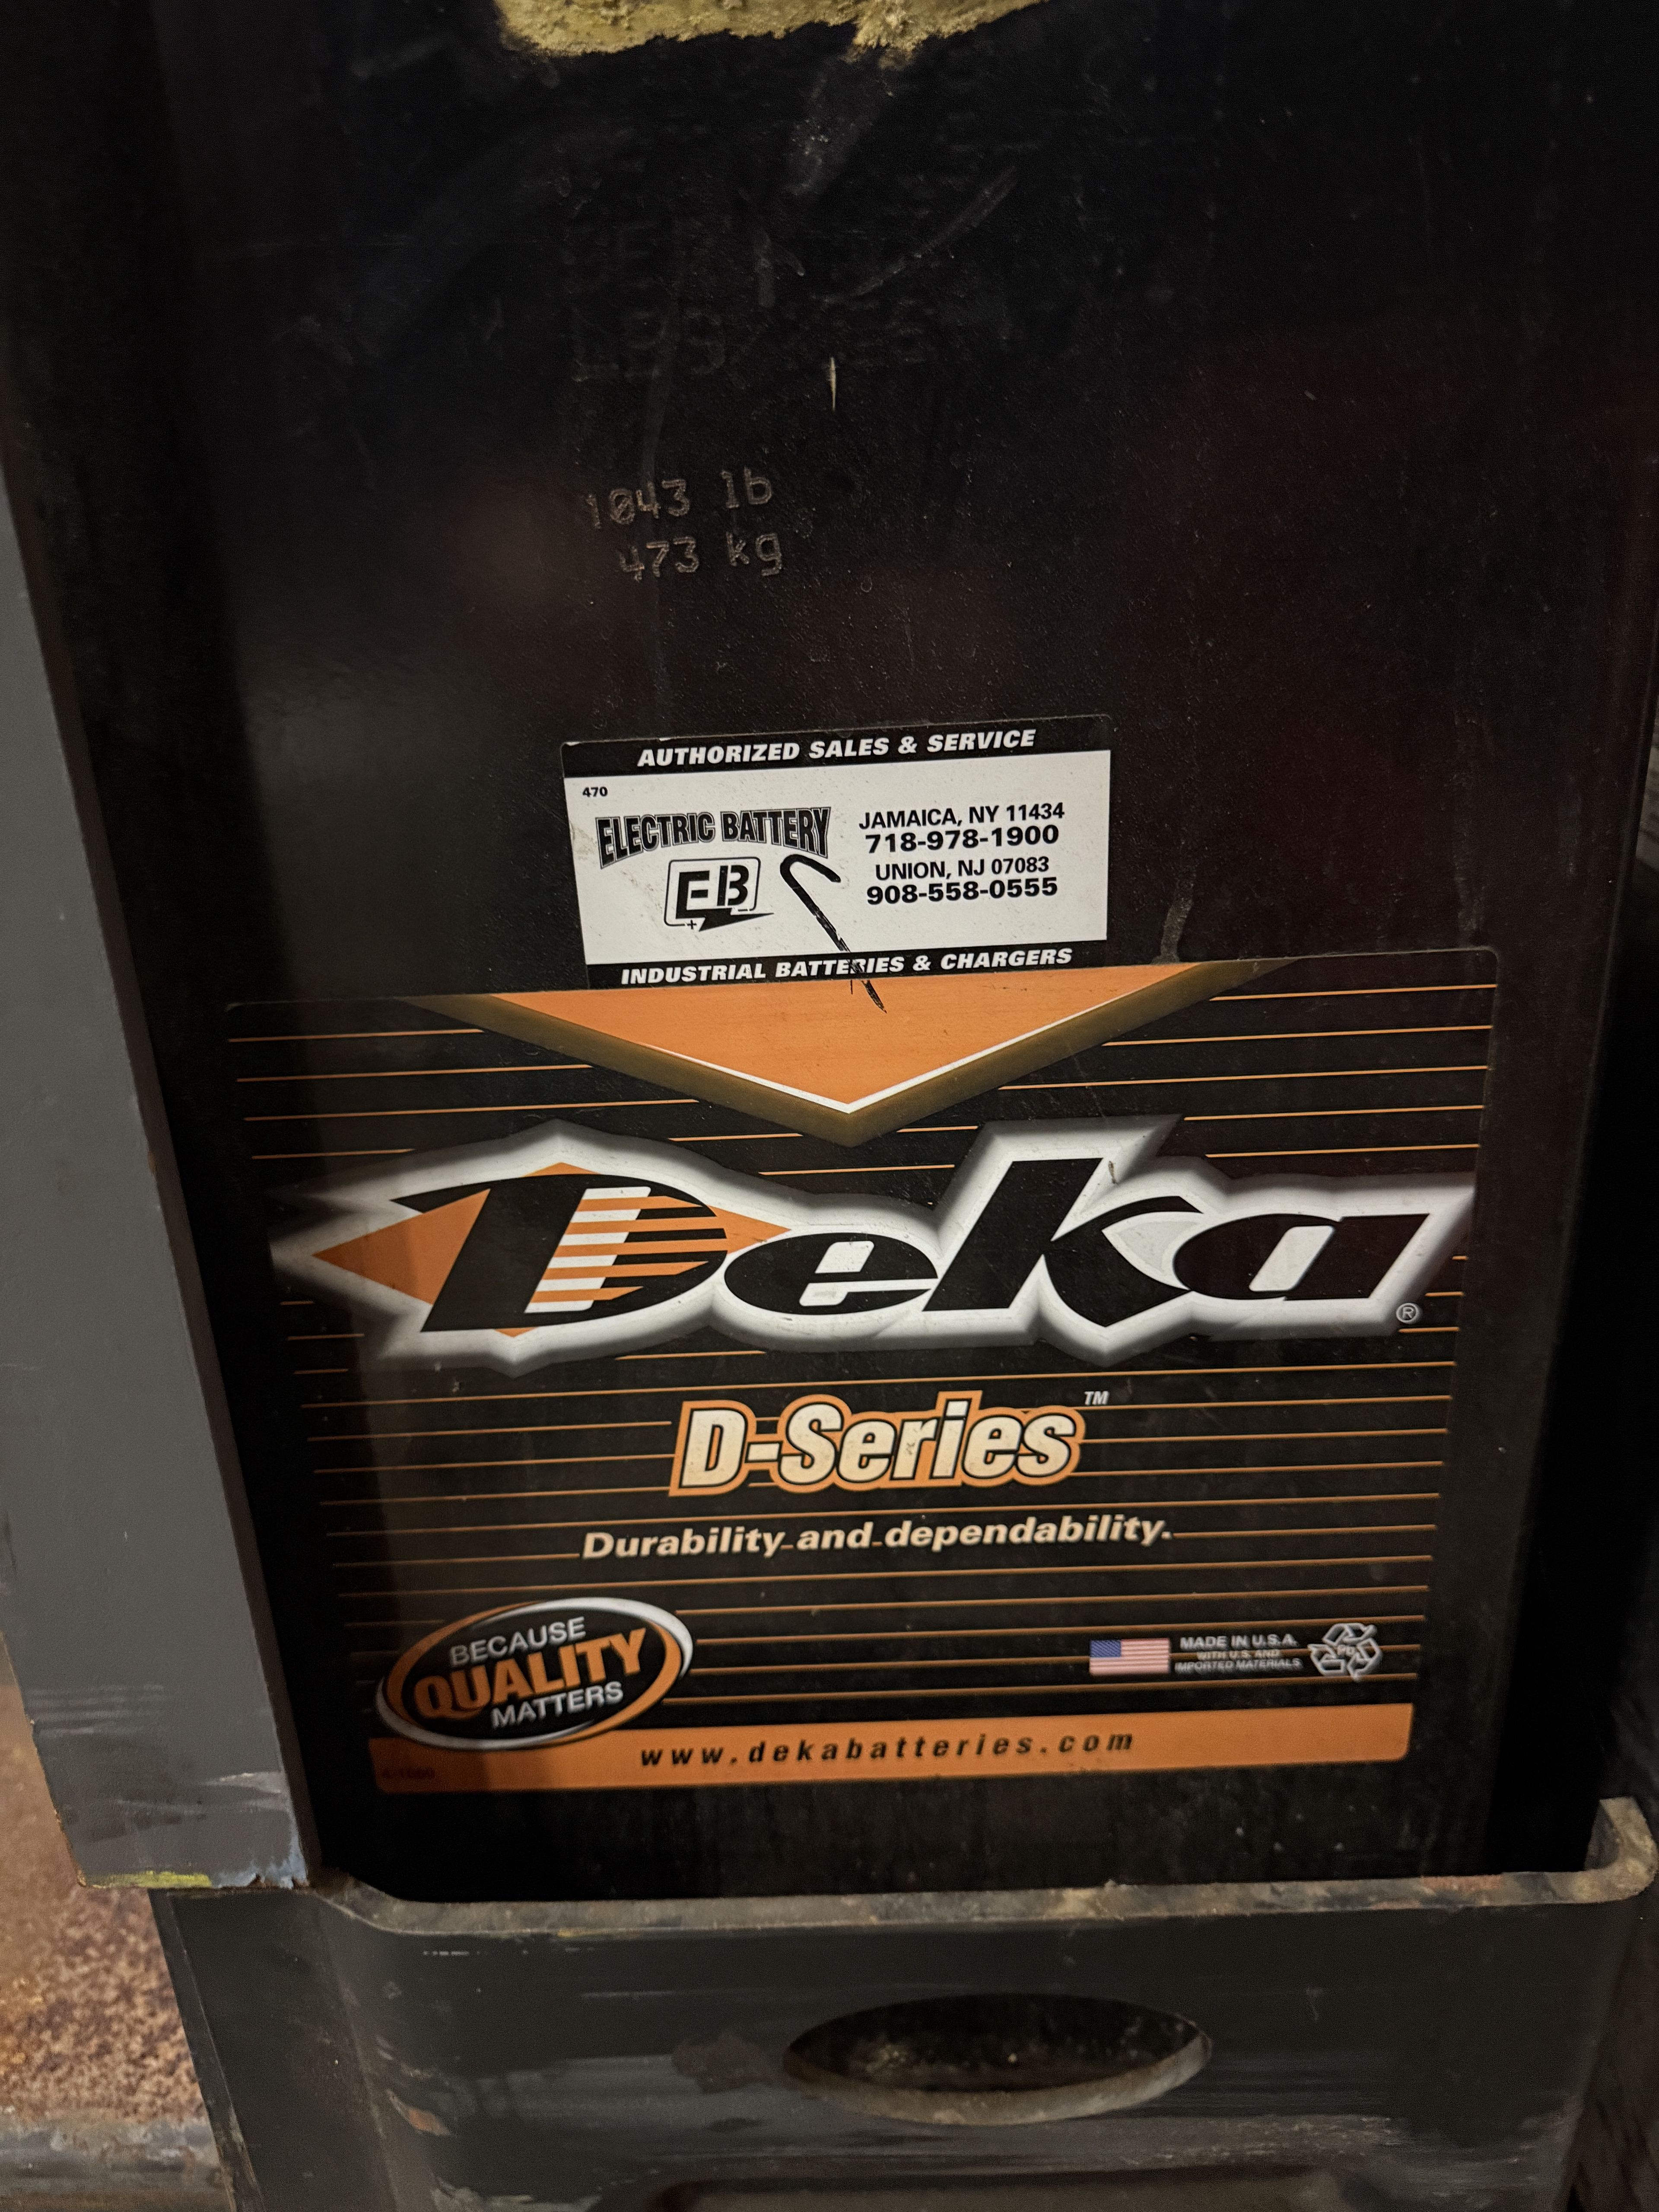 1043 lb
473 kg
AUTHORIZED SALES & SERVICE
470
ELECTRIC BATTERY
EB
JAMAICA, NY 11434
718-978-1900
UNION, NJ 07083
908-558-0555
INDUSTRIAL BATTERIES & CHARGERS
Deka®
D-Series™
Durability and dependability.
BECAUSE
QUALITY
MATTERS
MADE IN U.S.A.
WITH U.S. AND
IMPORTED MATERIALS
Pb
www.dekabatteries.com